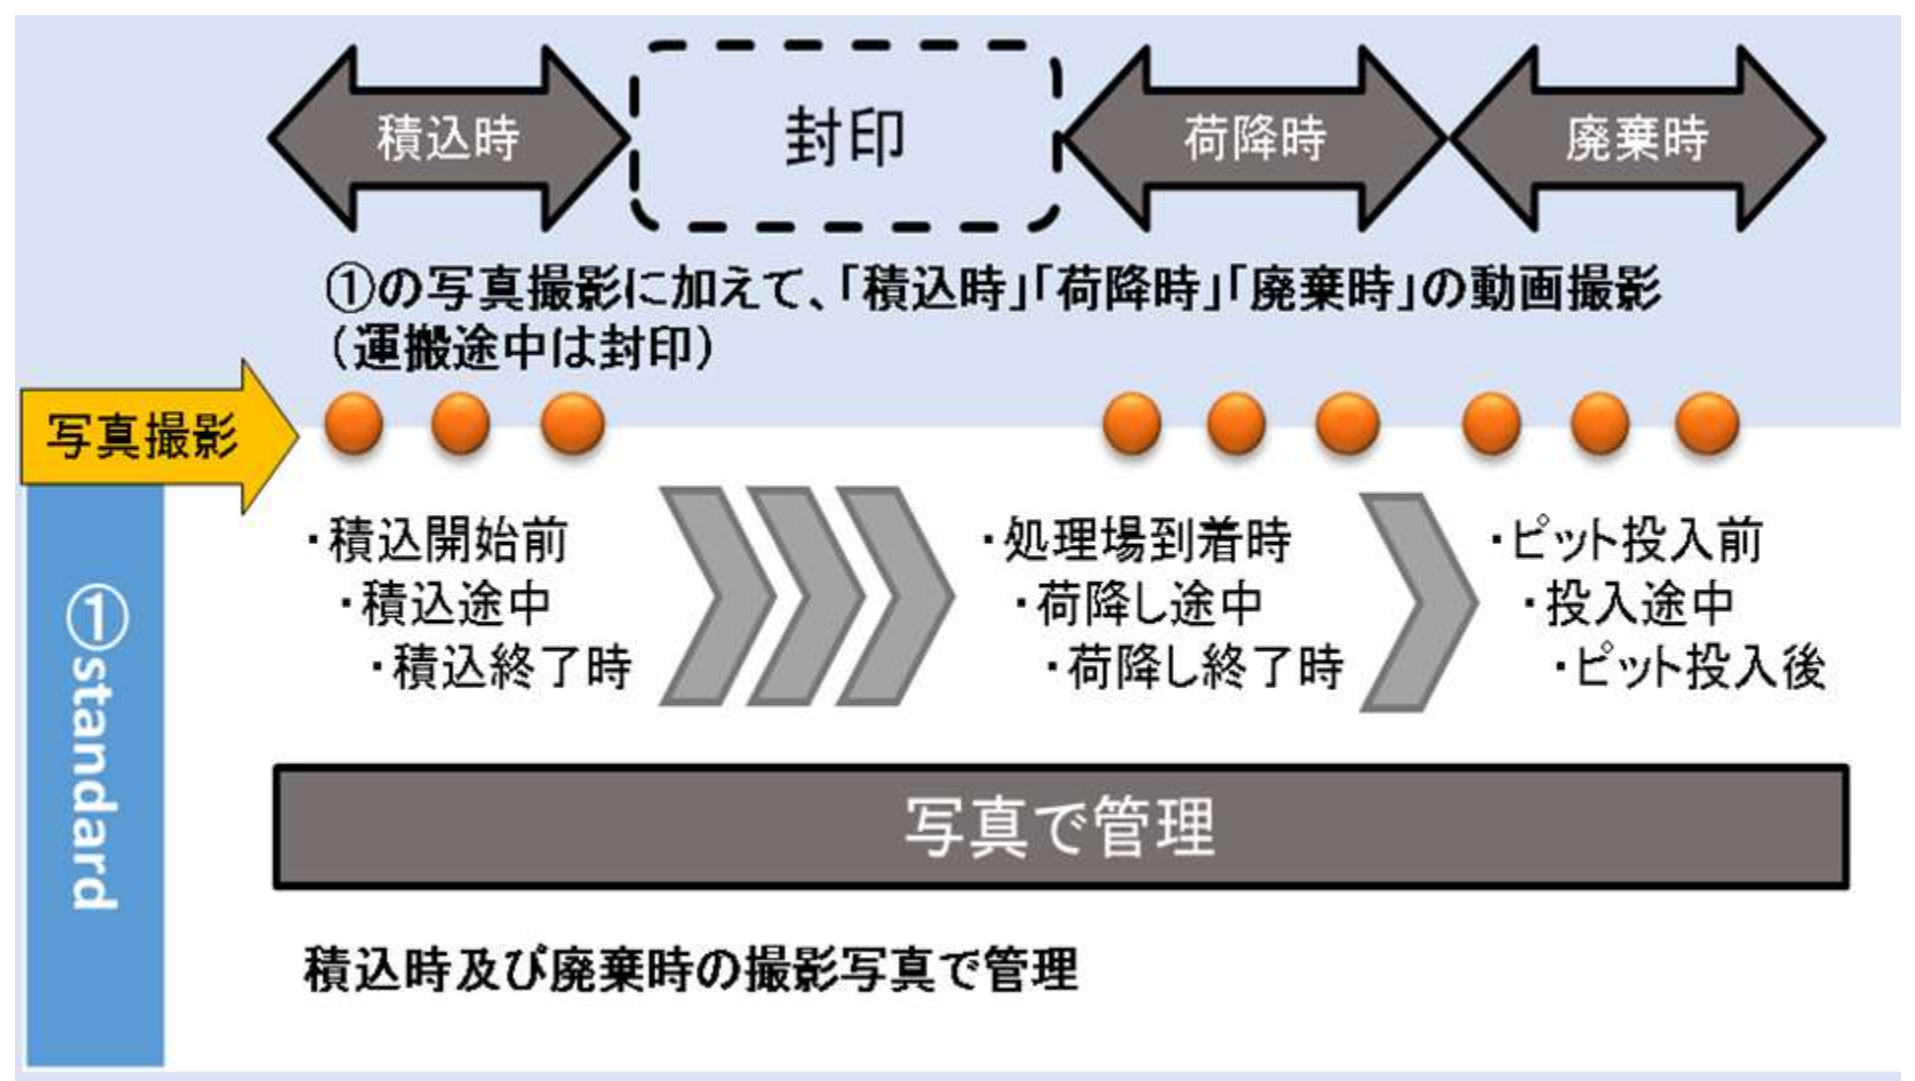 積込時
封印
荷降時
廃棄時
①の写真撮影に加えて、「積込時」「荷降時」「廃棄時」の動画撮影
（運搬途中は封印）
写真撮影
①standard
・積込開始前
・積込途中
・積込終了時
・処理場到着時
・荷降し途中
・荷降し終了時
・ピット投入前
・投入途中
・ピット投入後
写真で管理
積込時及び廃棄時の撮影写真で管理